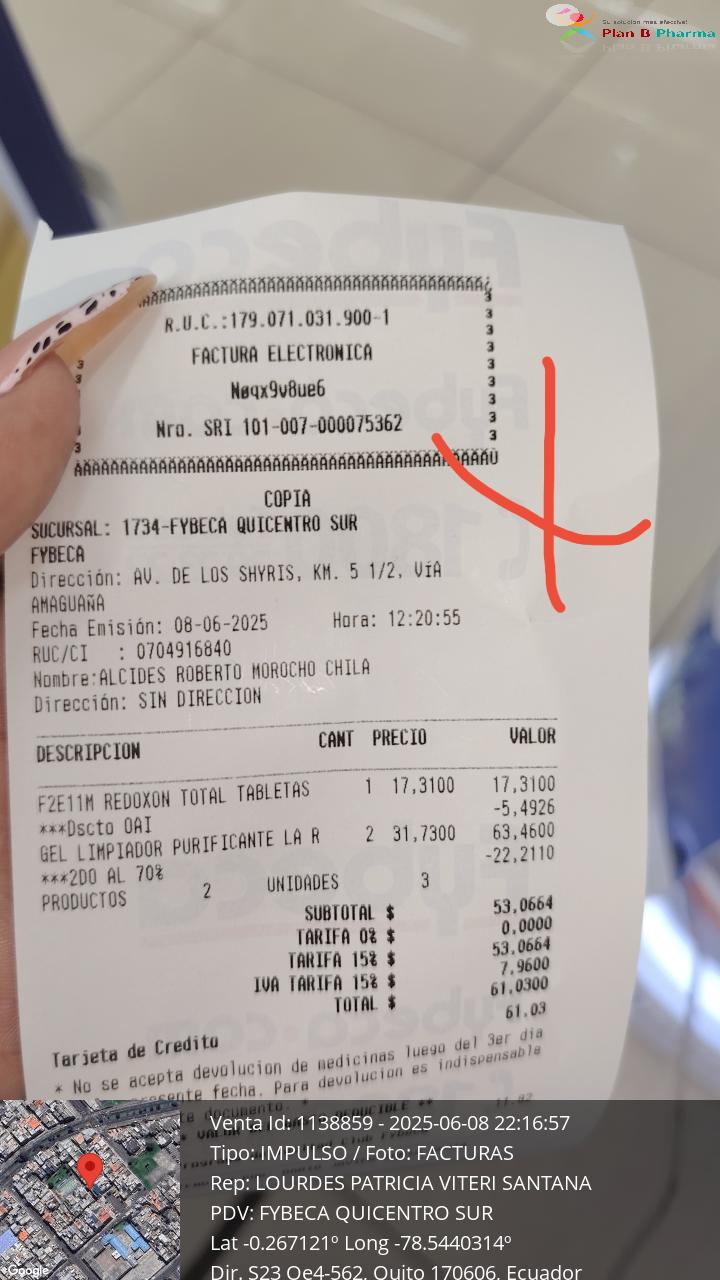 Su solucion mas efectiva!
Plan B Pharma
R.U.C.:179.071.031.900-1
FACTURA ELECTRONICA
Nøqx9v8ue6
Nro. SRI 101-007-000075362
COPIA
SUCURSAL: 1734-FYBECA QUICENTRO SUR
FYBECA
Dirección: AV. DE LOS SHYRIS, KM. 5 1/2, VíA
AMAGUAñA
Fecha Emisión: 08-06-2025 Hora: 12:20:55
RUC/CI : 0704916840
Nombre:ALCIDES ROBERTO MOROCHO CHILA
Dirección: SIN DIRECCION
DESCRIPCION CANT PRECIO VALOR
F2E11M REDOXON TOTAL TABLETAS 1 17,3100 17,3100
***Dscto OAI -5,4926
GEL LIMPIADOR PURIFICANTE LA R 2 31,7300 63,4600
***2DO AL 70% -22,2110
PRODUCTOS 2 UNIDADES 3
SUBTOTAL $ 53,0664
TARIFA 0% $ 0,0000
TARIFA 15% $ 53,0664
IVA TARIFA 15% $ 7,9600
TOTAL $ 61,0300
61.03
Tarjeta de Credito
* No se acepta devolucion de medicinas luego del 3er dia
presente fecha. Para devolucion es indispensable
documento.
Venta Id: 1138859 - 2025-06-08 22:16:57
Tipo: IMPULSO / Foto: FACTURAS
Rep: LOURDES PATRICIA VITERI SANTANA
PDV: FYBECA QUICENTRO SUR
Lat -0.267121º Long -78.5440314º
Dir. S23 Oe4-562, Quito 170606, Ecuador
Google